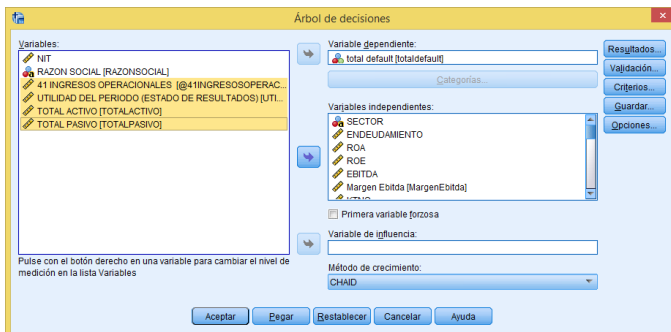 Árbol de decisiones
Variables:
NIT
RAZON SOCIAL [RAZONSOCIAL]
41 INGRESOS OPERACIONALES [@41INGRESOSOPERAC...
UTILIDAD DEL PERIODO (ESTADO DE RESULTADOS) [UTI...
TOTAL ACTIVO [TOTALACTIVO]
TOTAL PASIVO [TOTALPASIVO]
Pulse con el botón derecho en una variable para cambiar el nivel de
medición en la lista Variables
Variable dependiente:
total default [totaldefault]
Categorías...
Variables independientes:
SECTOR
ENDEUDAMIENTO
ROA
ROE
EBITDA
Margen Ebitda [MargenEbitda]
Primera variable forzosa
Variable de influencia:
Método de crecimiento:
CHAID
Resultados...
Validación...
Criterios...
Guardar...
Opciones...
Aceptar
Pegar
Restablecer
Cancelar
Ayuda